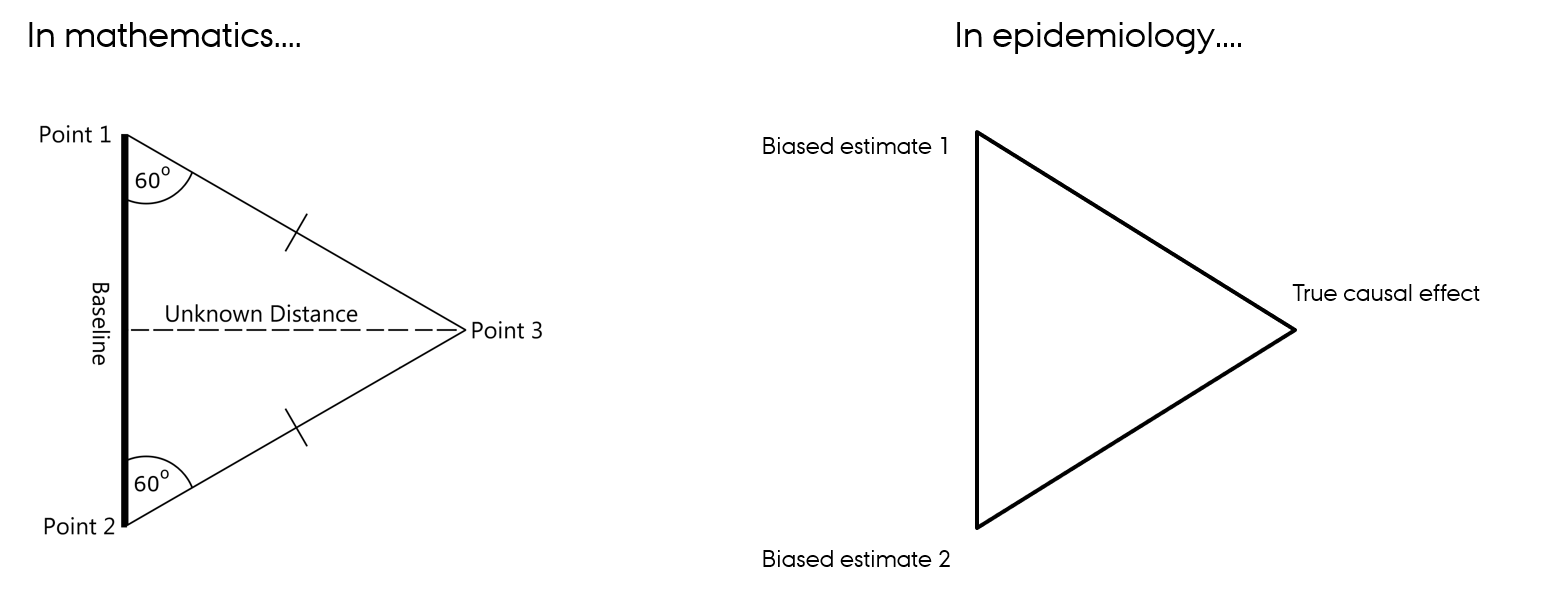 In mathematics....
Point 1
60°
Baseline
Unknown Distance
Point 3
60°
Point 2
In epidemiology....
Biased estimate 1
True causal effect
Biased estimate 2